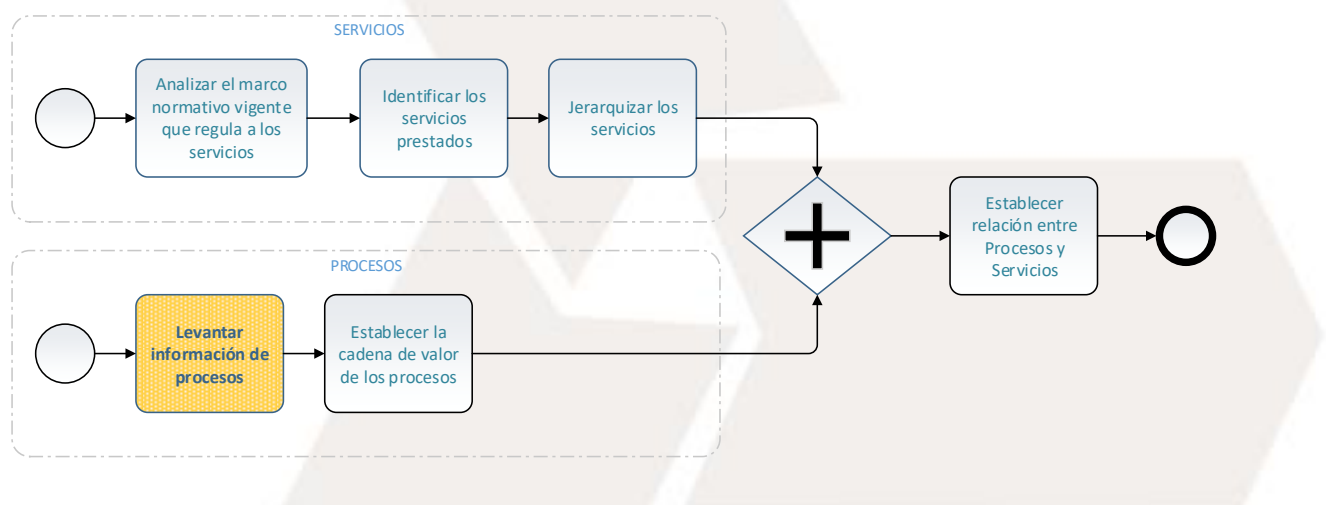 SERVICIOS
Analizar el marco
normativo vigente
que regula a los
servicios
Identificar los
servicios
prestados
Jerarquizar los
servicios
Establecer
relación entre
Procesos y
Servicios
PROCESOS
Levantar
información de
procesos
Establecer la
cadena de valor
de los procesos